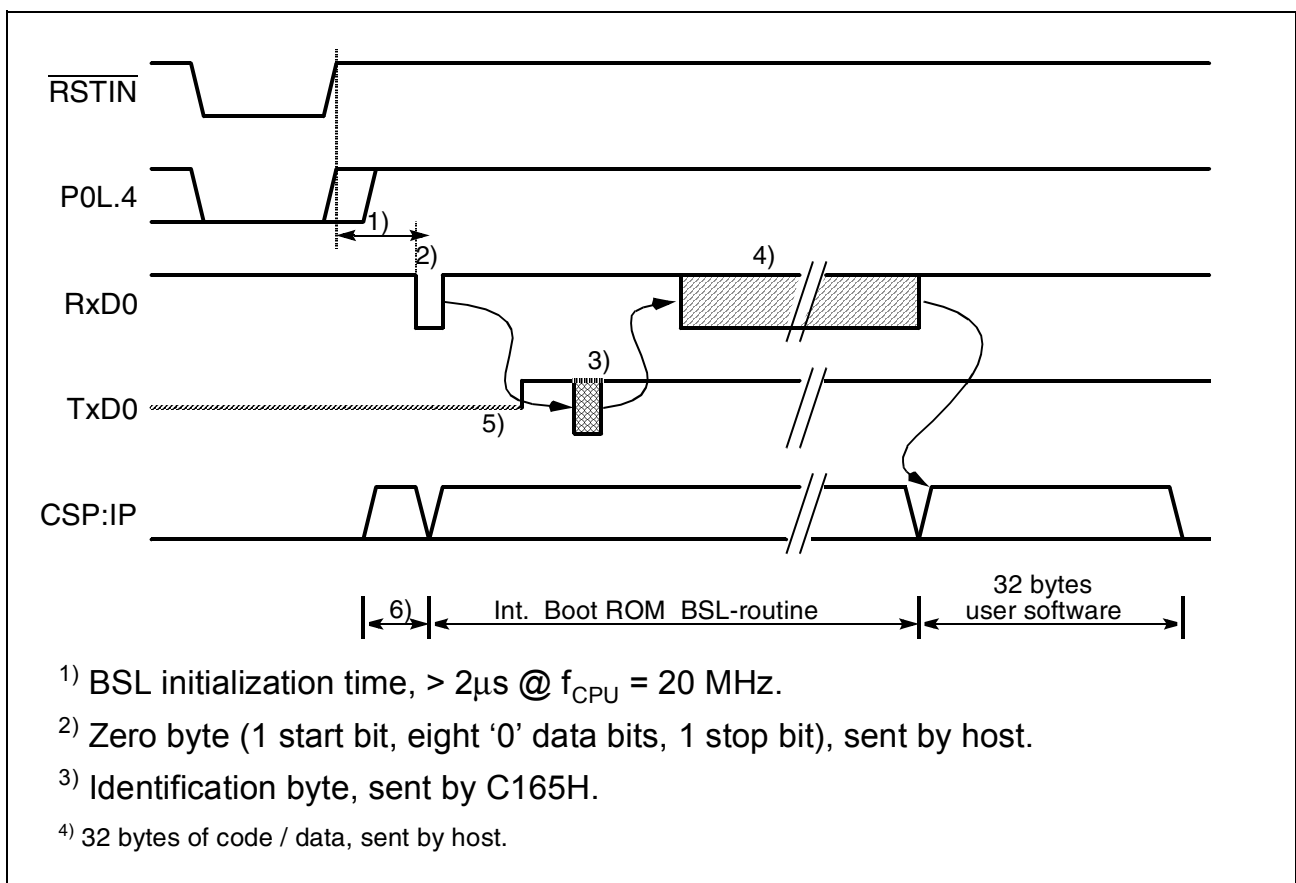 RSTIN
P0L.4
1)
2)
4)
RxD0
3)
TxD0
5)
CSP:IP
6)
Int. Boot ROM BSL-routine
32 bytes
user software
1) BSL initialization time, > 2μs @ fCPU = 20 MHz.
2) Zero byte (1 start bit, eight ‘0’ data bits, 1 stop bit), sent by host.
3) Identification byte, sent by C165H.
4) 32 bytes of code / data, sent by host.